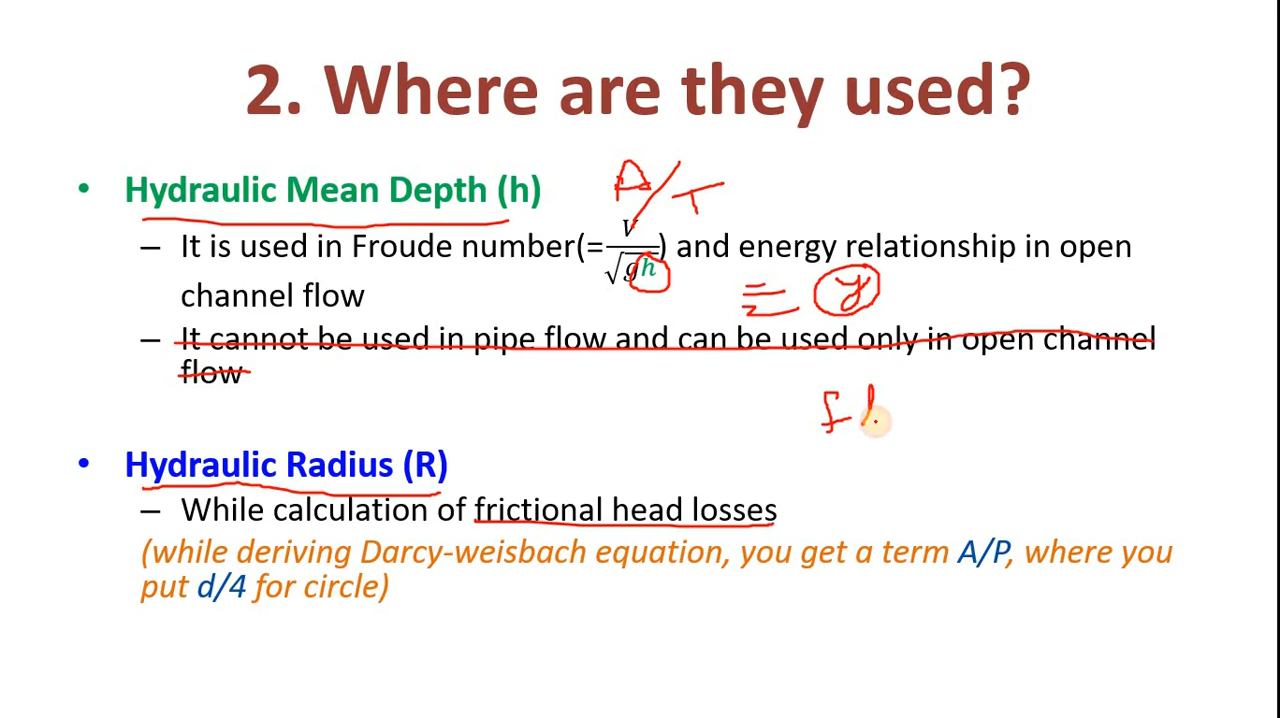 2. Where are they used?
• Hydraulic Mean Depth (h)
A/T
– It is used in Froude number(=V/√gh) and energy relationship in open
channel flow
= y
– It cannot be used in pipe flow and can be used only in open channel
flow
• Hydraulic Radius (R)
– While calculation of frictional head losses
(while deriving Darcy-weisbach equation, you get a term A/P, where you
put d/4 for circle)